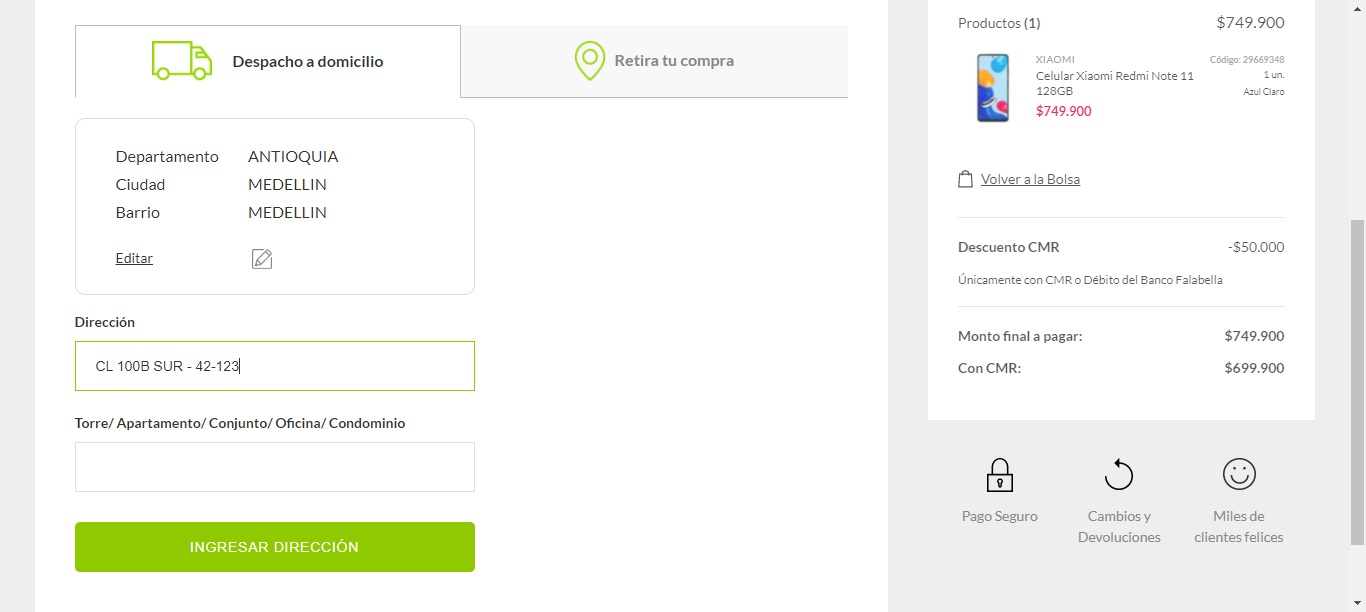 Despacho a domicilio
Retira tu compra
Departamento ANTIOQUIA
Ciudad MEDELLIN
Barrio MEDELLIN
Editar
Dirección
CL 100B SUR - 42-123
Torre/ Apartamento/ Conjunto/ Oficina/ Condominio
INGRESAR DIRECCIÓN
Productos (1) $749.900
XIAOMI Código: 29669348
Celular Xiaomi Redmi Note 11 1 un.
128GB Azul Claro
$749.900
Volver a la Bolsa
Descuento CMR -$50.000
Únicamente con CMR o Débito del Banco Falabella
Monto final a pagar: $749.900
Con CMR: $699.900
Pago Seguro
Cambios y
Devoluciones
Miles de
clientes felices